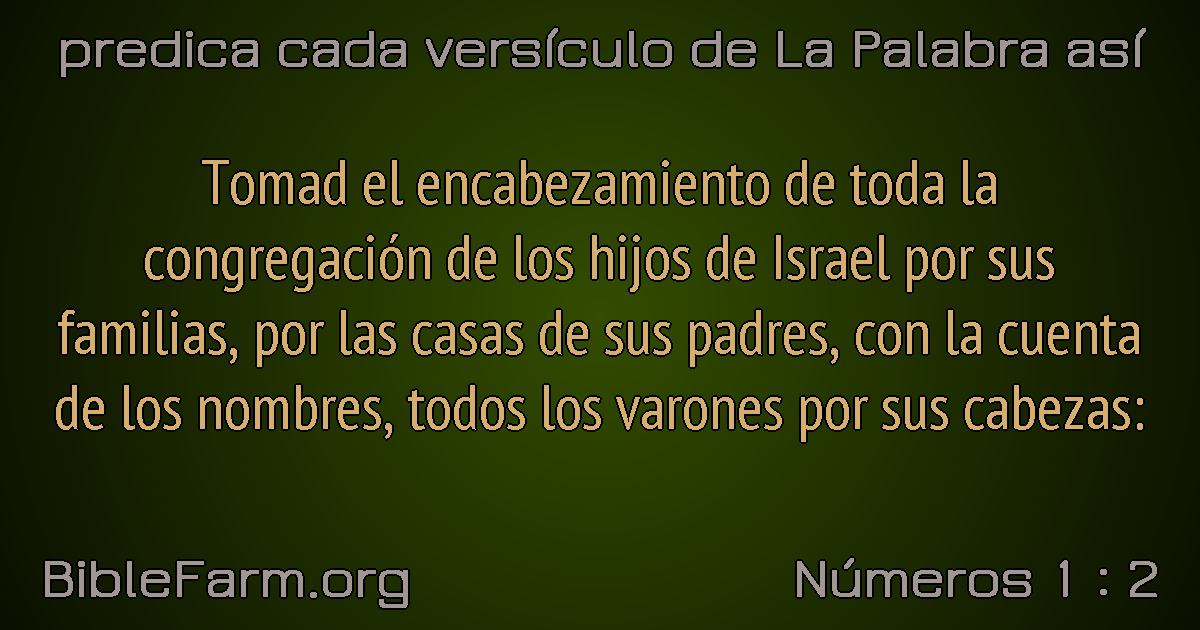 predica cada versículo de La Palabra así
Tomad el encabezamiento de toda la
congregación de los hijos de Israel por sus
familias, por las casas de sus padres, con la cuenta
de los nombres, todos los varones por sus cabezas:
BibleFarm.org
Números 1 : 2